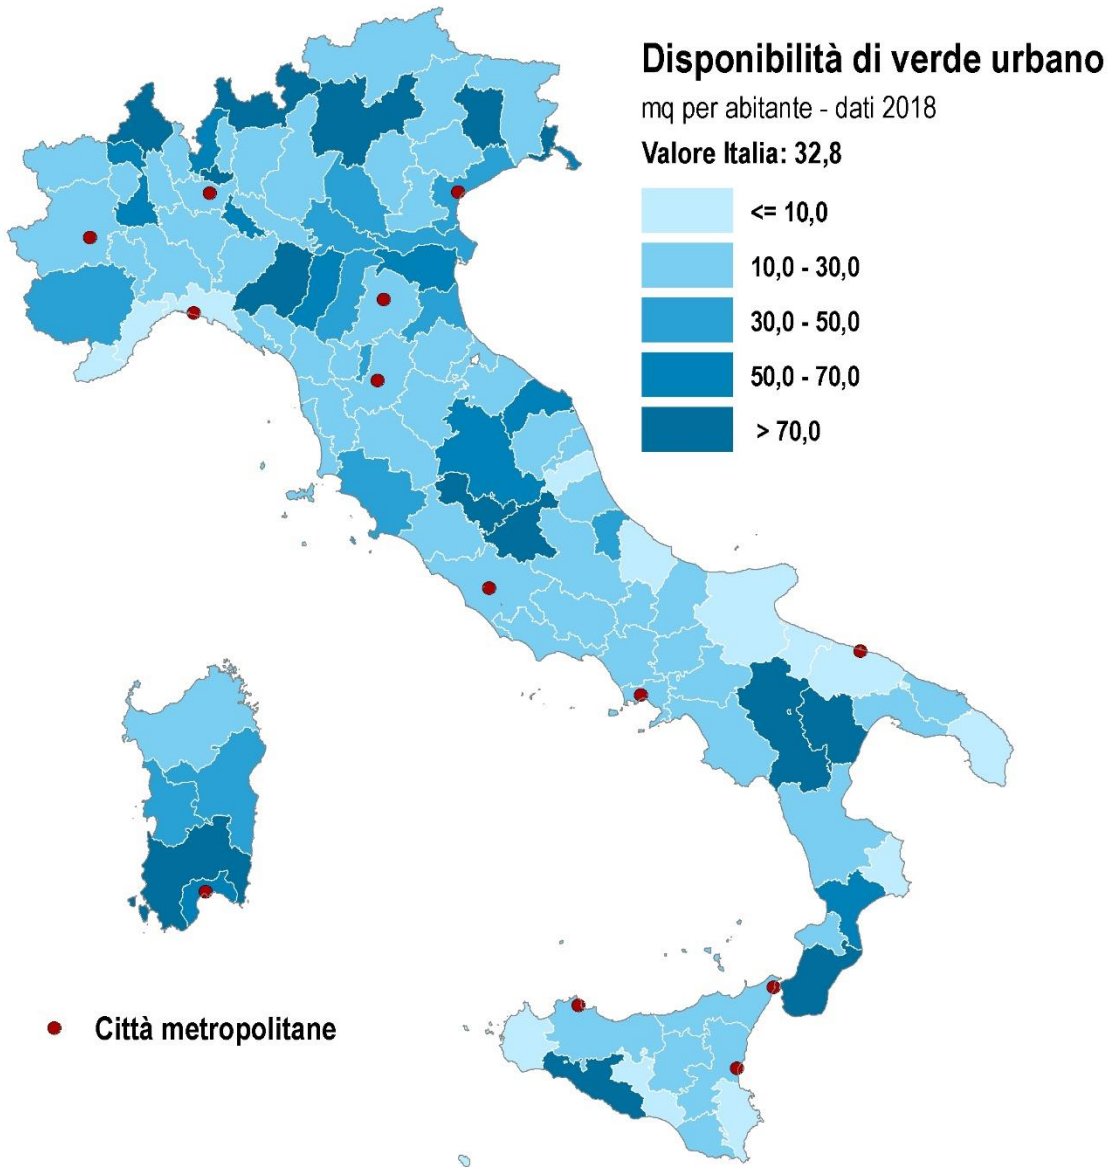 Disponibilità di verde urbano
mq per abitante - dati 2018
Valore Italia: 32,8
<= 10,0
10,0 - 30,0
30,0 - 50,0
50,0 - 70,0
> 70,0
Città metropolitane